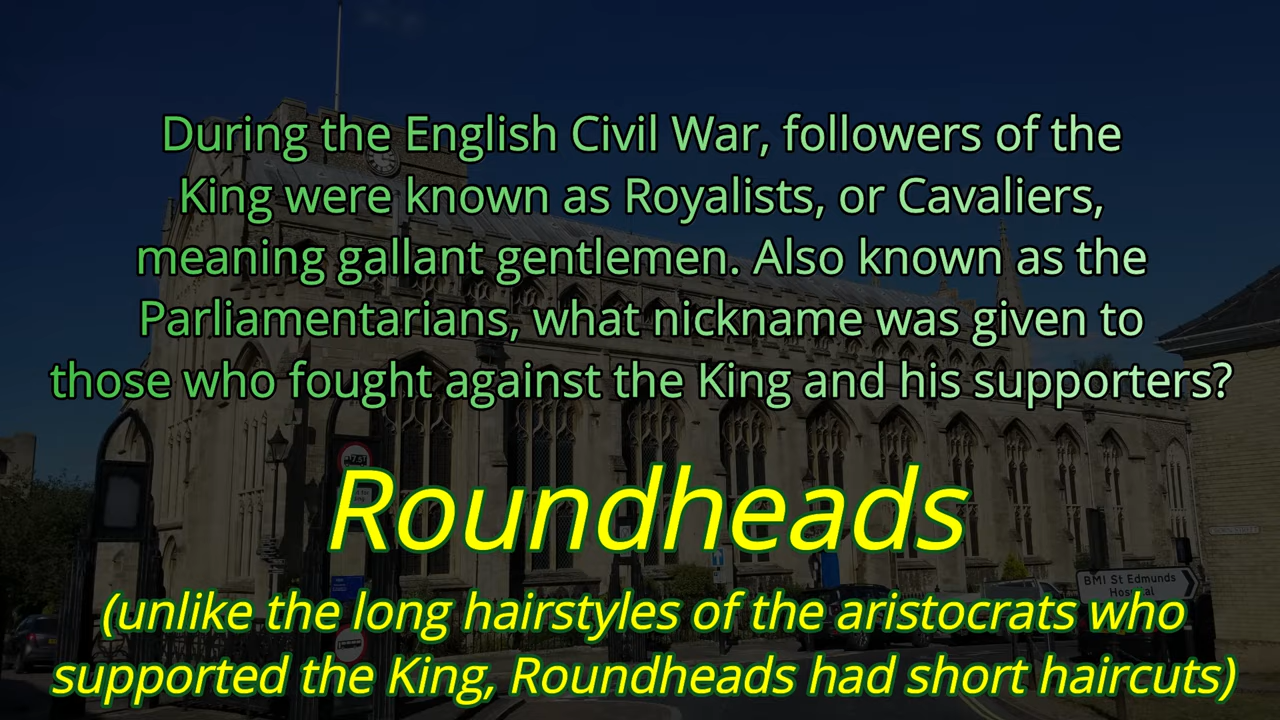 During the English Civil War, followers of the
King were known as Royalists, or Cavaliers,
meaning gallant gentlemen. Also known as the
Parliamentarians, what nickname was given to
those who fought against the King and his supporters?
Roundheads
(unlike the long hairstyles of the aristocrats who
supported the King, Roundheads had short haircuts)
BMI St Edmunds
Hospital